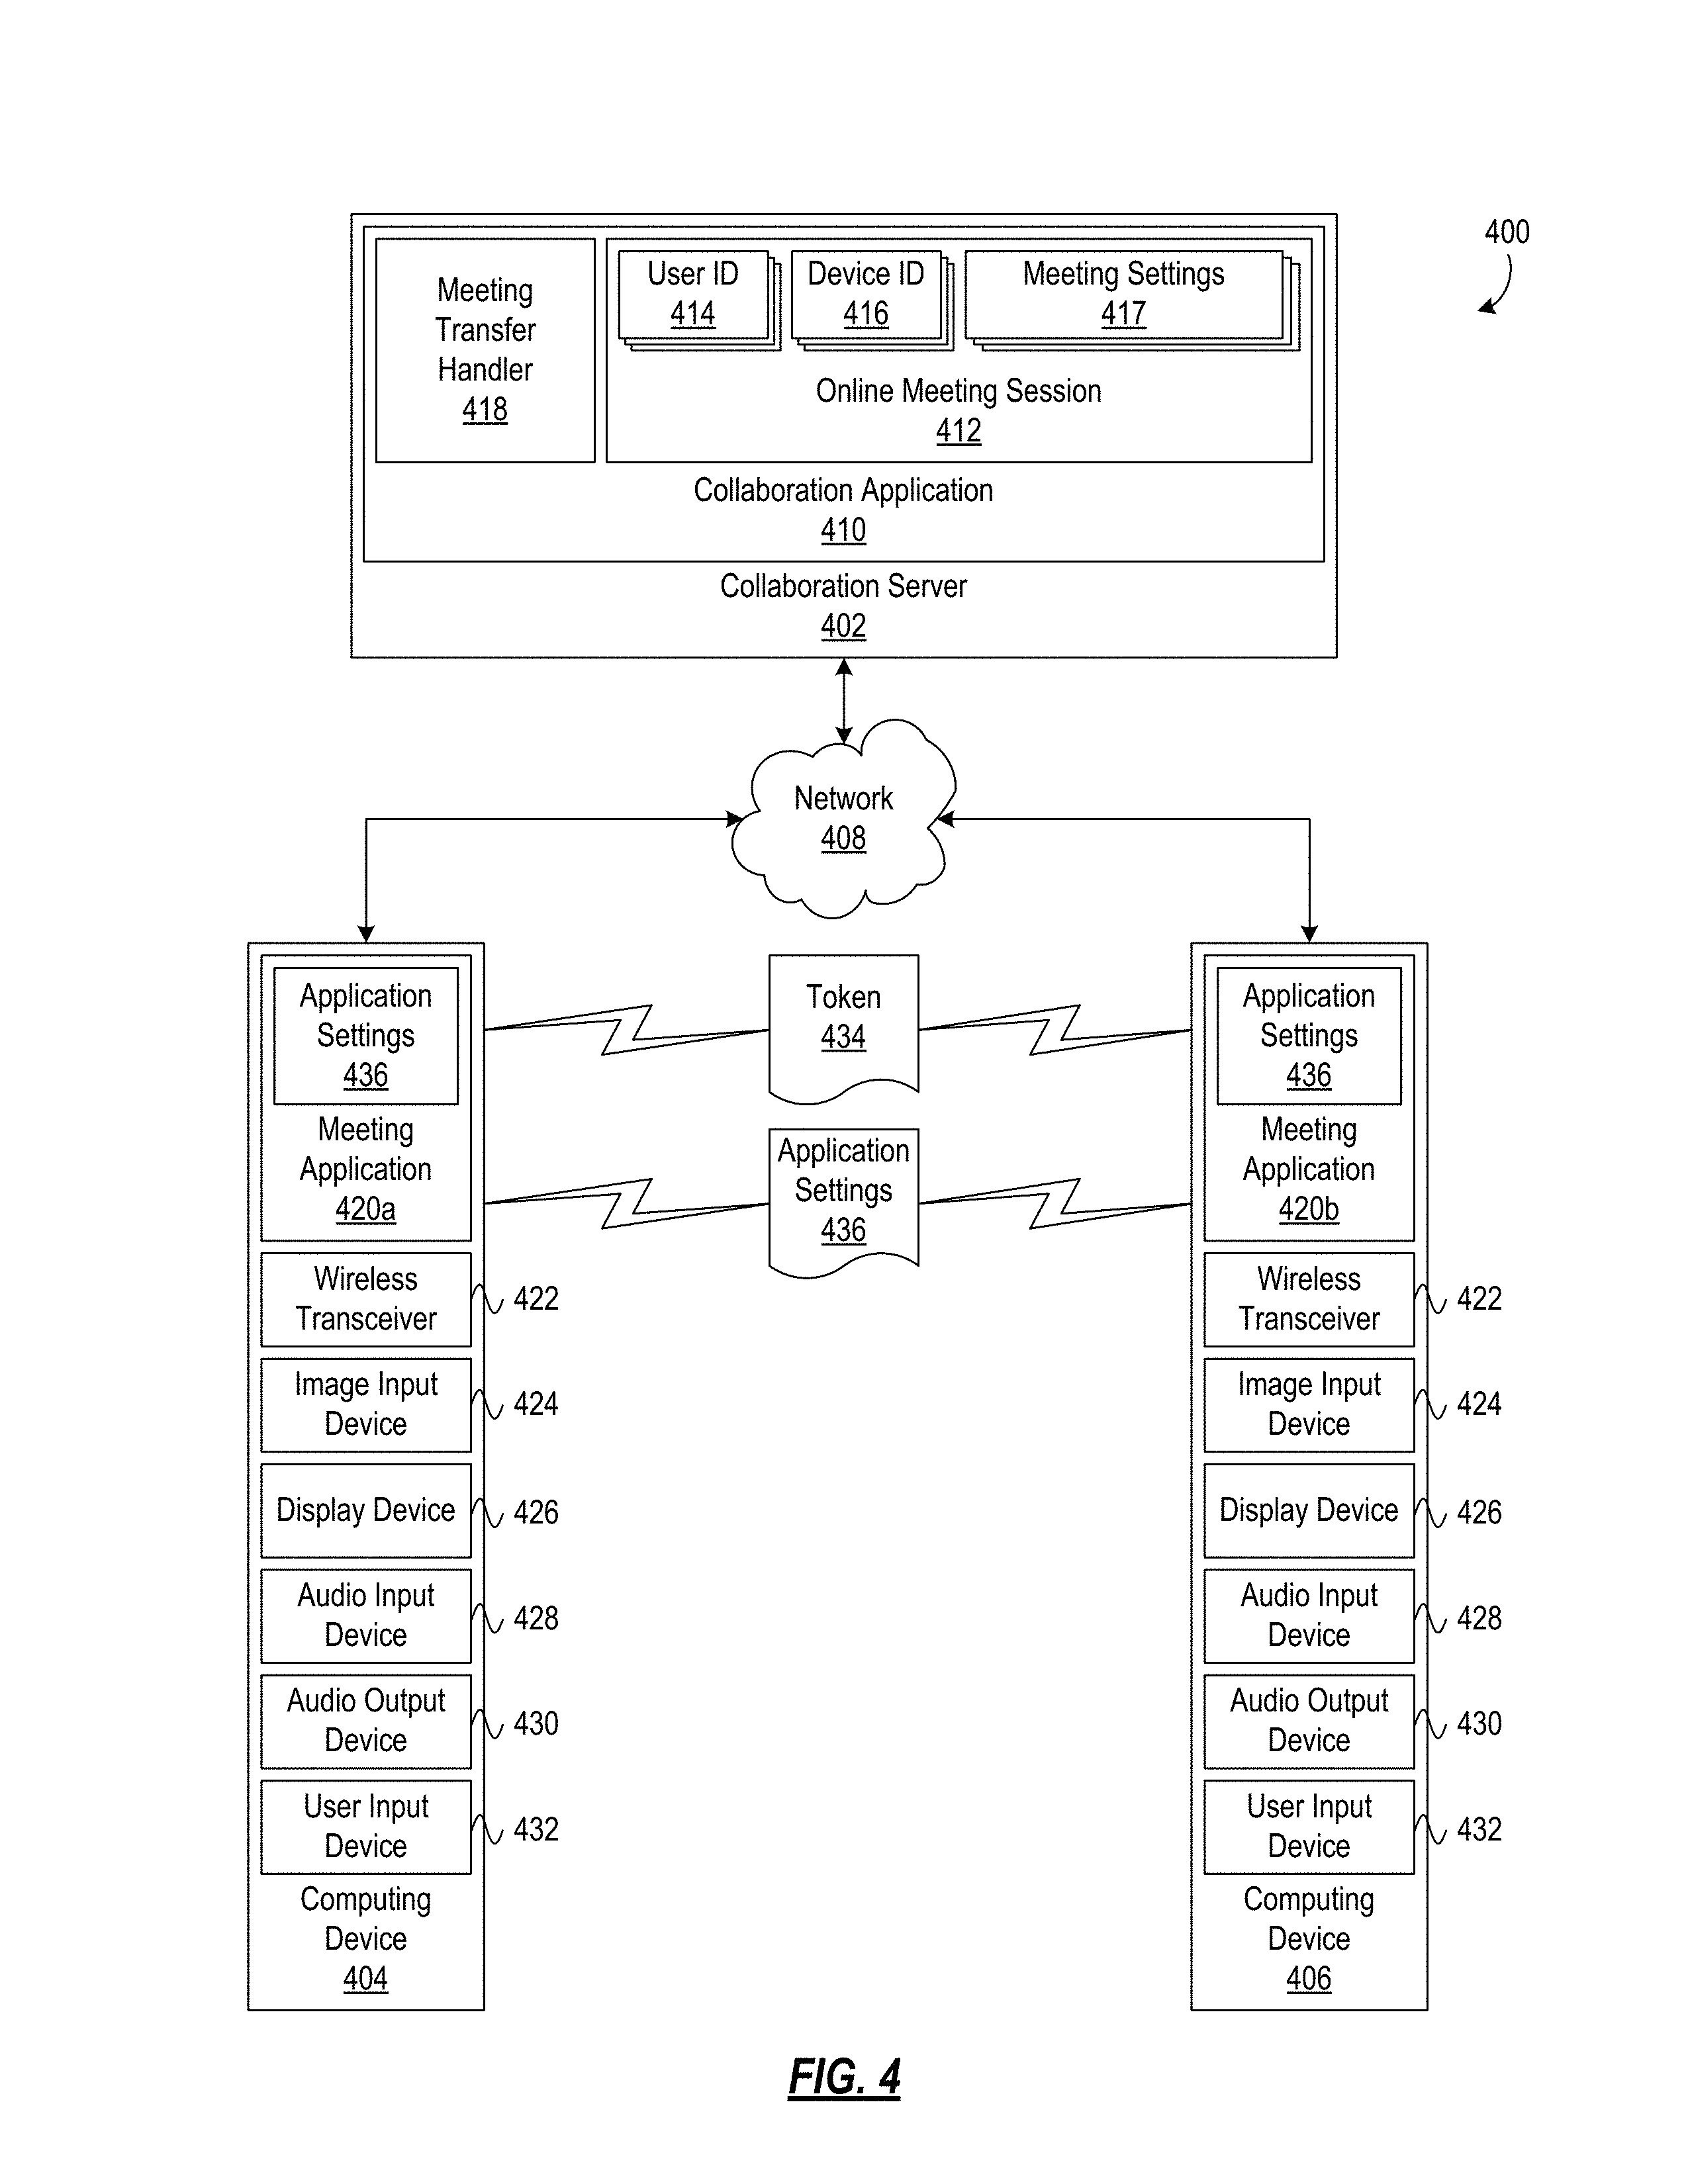 400
User ID
414
Device ID
416
Meeting Settings
417
Meeting
Transfer
Handler
418
Online Meeting Session
412
Collaboration Application
410
Collaboration Server
402
Network
408
Application
Settings
436
Meeting
Application
420a
Wireless
Transceiver
422
Image Input
Device
424
Display Device
426
Audio Input
Device
428
Audio Output
Device
430
User Input
Device
432
Computing
Device
404
Token
434
Application
Settings
436
Application
Settings
436
Meeting
Application
420b
Wireless
Transceiver
422
Image Input
Device
424
Display Device
426
Audio Input
Device
428
Audio Output
Device
430
User Input
Device
432
Computing
Device
406
FIG. 4